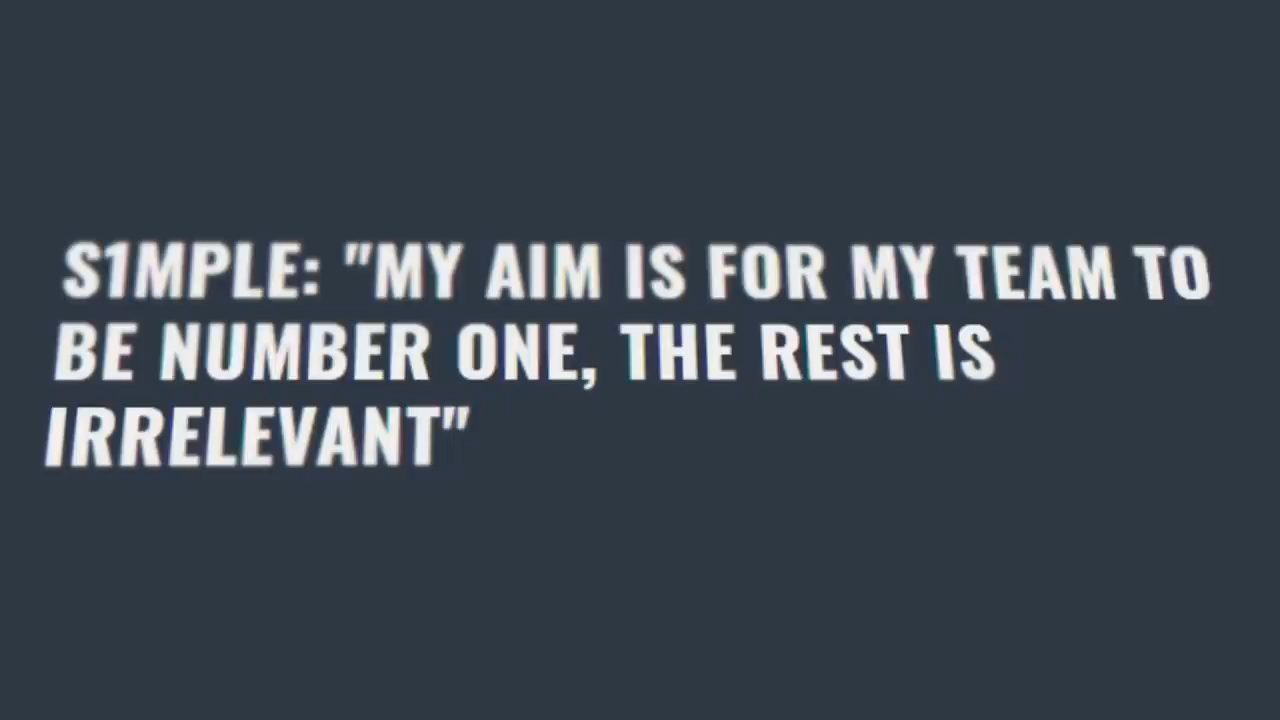 S1MPLE: "MY AIM IS FOR MY TEAM TO
BE NUMBER ONE, THE REST IS
IRRELEVANT"